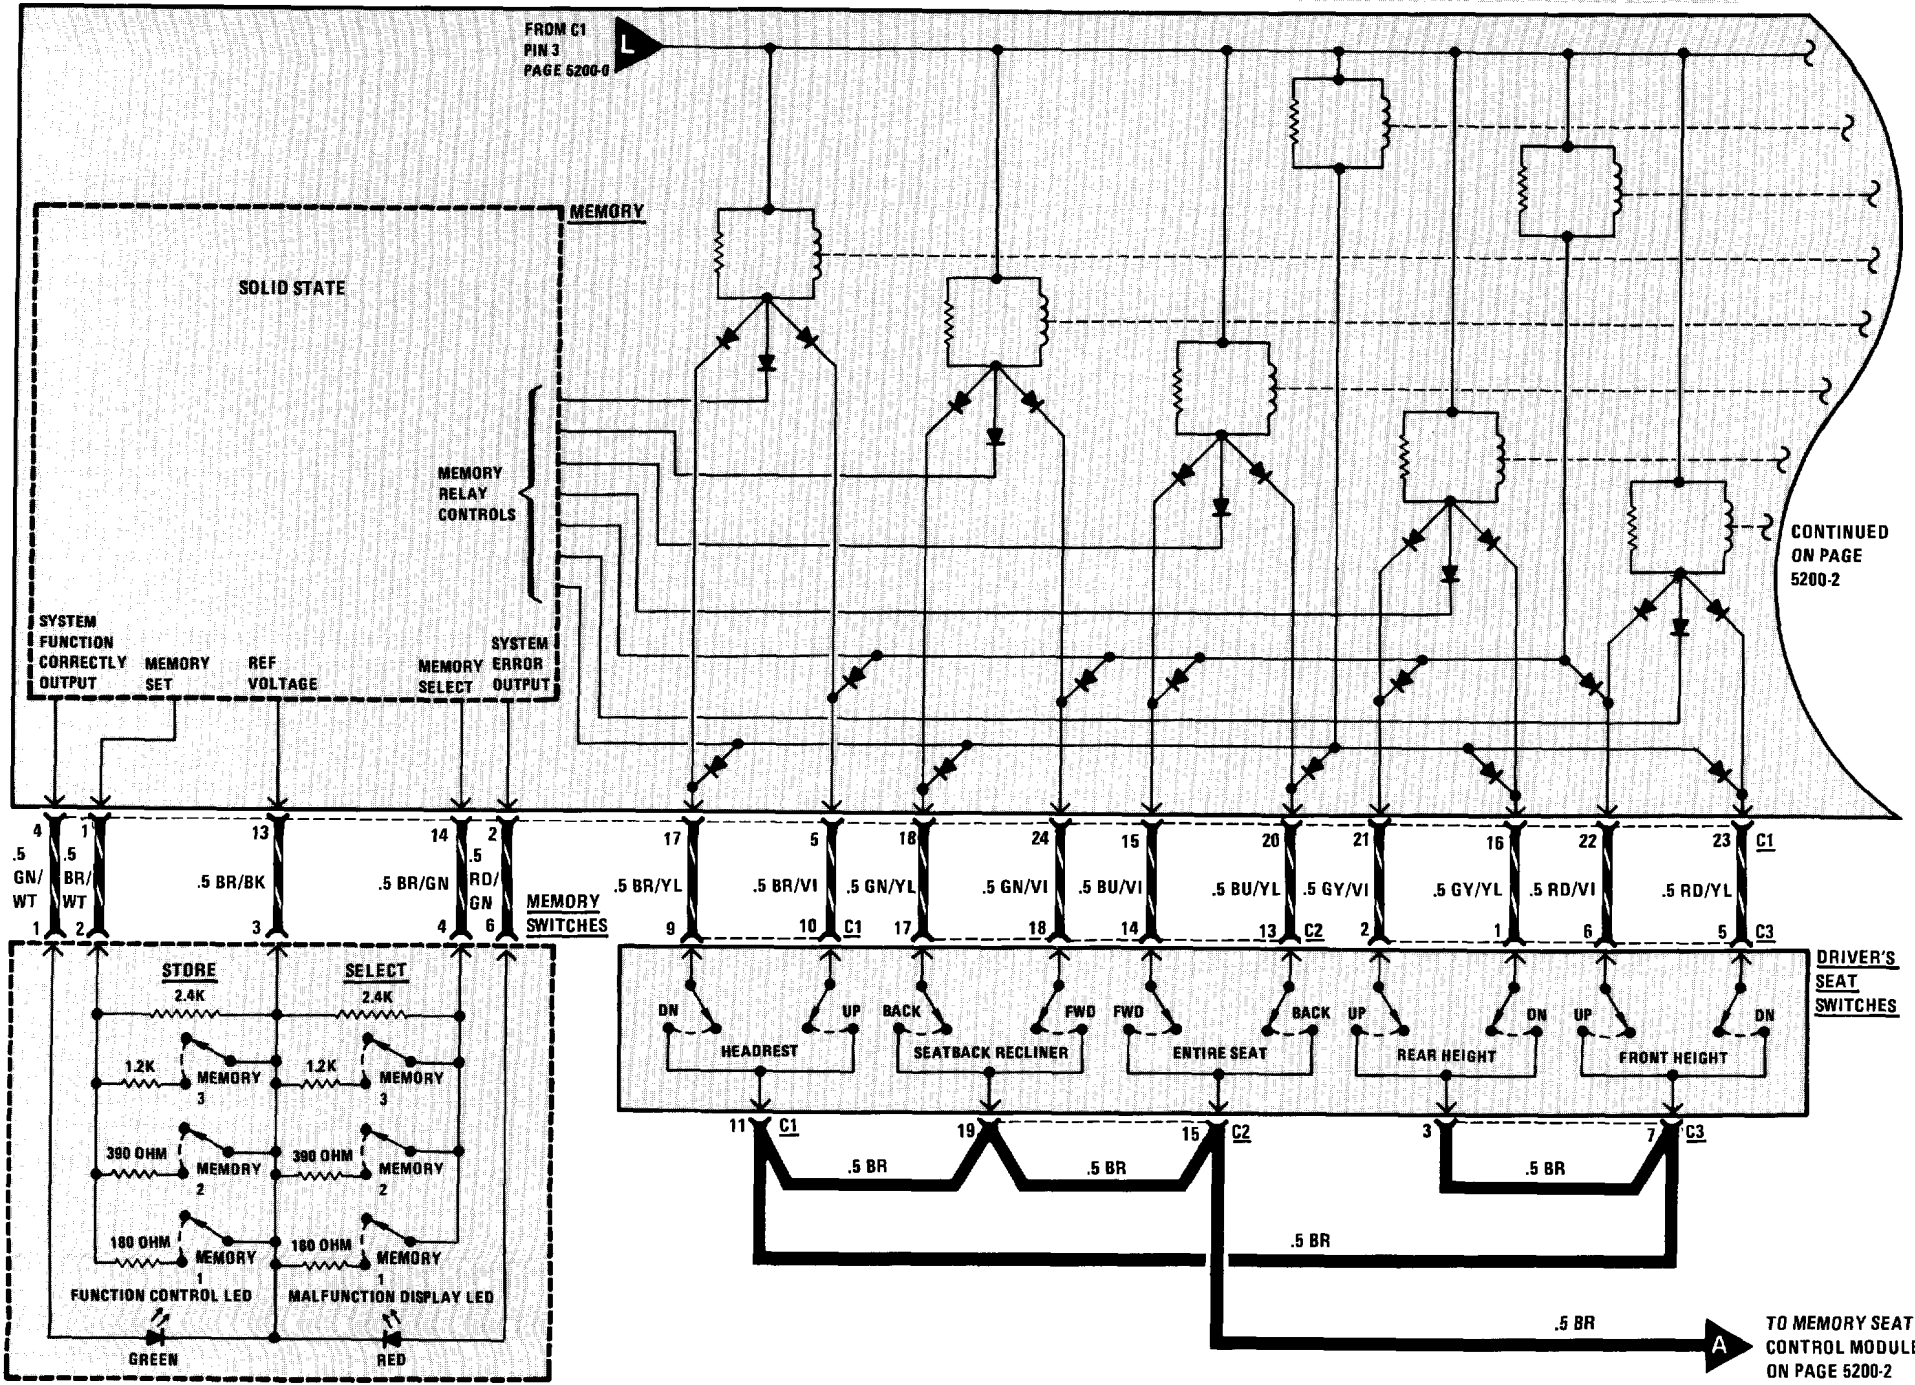 FROM C1
PIN 3
PAGE 5200-0
L
MEMORY
SOLID STATE
MEMORY
RELAY
CONTROLS
CONTINUED
ON PAGE
5200-2
SYSTEM
FUNCTION
CORRECTLY
OUTPUT
MEMORY
SET
REF
VOLTAGE
MEMORY
SELECT
SYSTEM
ERROR
OUTPUT
4 1 13 14 2 17 5 18 24 15 20 21 16 22 23 C1
.5
GN/
WT
.5
BR/
WT
.5 BR/BK
.5 BR/GN
.5
RD/
GN
.5 BR/YL
.5 BR/VI
.5 GN/YL
.5 GN/VI
.5 BU/VI
.5 BU/YL
.5 GY/VI
.5 GY/YL
.5 RD/VI
.5 RD/YL
MEMORY
SWITCHES
1 2 3 4 6 9 10 C1 17 18 14 13 C2 2 1 6 5 C3
DRIVER'S
SEAT
SWITCHES
STORE
2.4K
SELECT
2.4K
1.2K
MEMORY
3
1.2K
MEMORY
3
390 OHM
MEMORY
2
390 OHM
MEMORY
2
180 OHM
MEMORY
1
180 OHM
MEMORY
1
FUNCTION CONTROL LED
MALFUNCTION DISPLAY LED
GREEN
RED
DN UP
HEADREST
BACK FWD
SEATBACK RECLINER
FWD BACK
ENTIRE SEAT
UP DN
REAR HEIGHT
UP DN
FRONT HEIGHT
11 C1 19 15 C2 3 7 C3
.5 BR
.5 BR
.5 BR
.5 BR
.5 BR
A
TO MEMORY SEAT
CONTROL MODULE
ON PAGE 5200-2